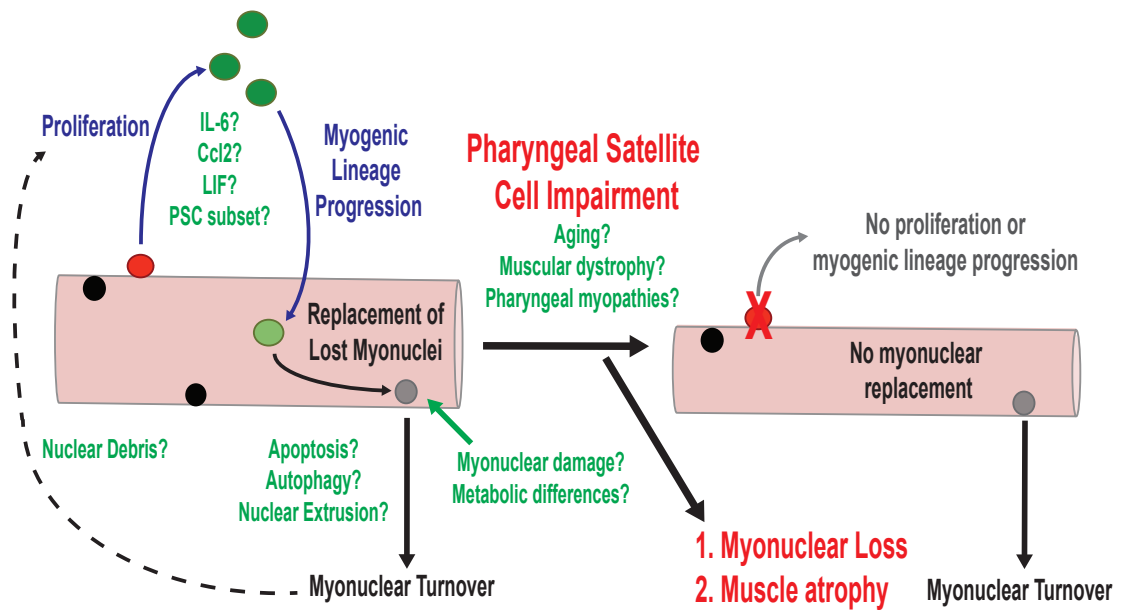 Proliferation
IL-6?
Ccl2?
LIF?
PSC subset?
Myogenic
Lineage
Progression
Pharyngeal Satellite
Cell Impairment
Aging?
Muscular dystrophy?
Pharyngeal myopathies?
No proliferation or
myogenic lineage progression
Replacement of
Lost Myonuclei
No myonuclear
replacement
X
Nuclear Debris?
Apoptosis?
Autophagy?
Nuclear Extrusion?
Myonuclear damage?
Metabolic differences?
Myonuclear Turnover
1. Myonuclear Loss
2. Muscle atrophy
Myonuclear Turnover